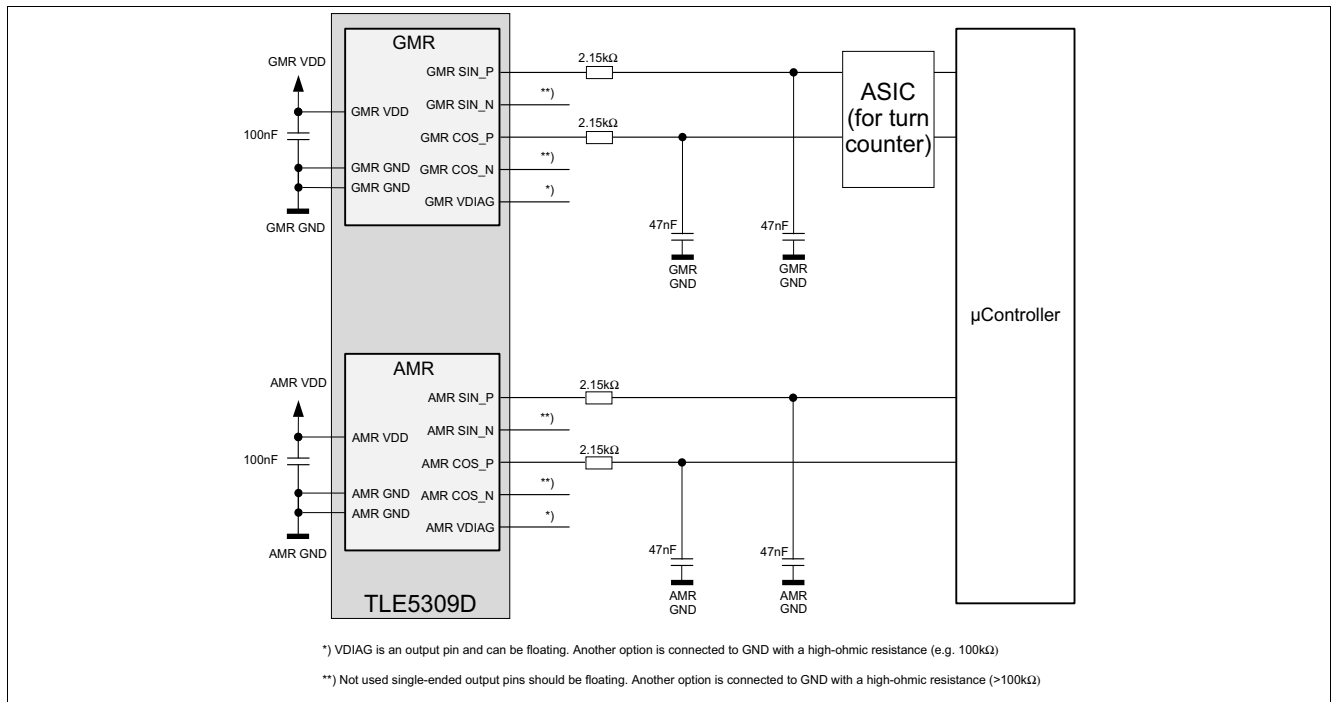 GMR
GMR VDD
2.15kΩ
GMR SIN_P
ASIC
(for turn
counter)
**)
GMR SIN_N
GMR VDD
2.15kΩ
100nF
GMR COS_P
**)
GMR GND
GMR COS_N
GMR GND
*)
GMR VDIAG
GMR GND
47nF
47nF
GMR
GND
GMR
GND
µController
AMR
AMR VDD
2.15kΩ
AMR SIN_P
**)
AMR SIN_N
AMR VDD
2.15kΩ
100nF
AMR COS_P
**)
AMR GND
AMR COS_N
AMR GND
*)
AMR VDIAG
AMR GND
47nF
47nF
AMR
GND
AMR
GND
TLE5309D
*) VDIAG is an output pin and can be floating. Another option is connected to GND with a high-ohmic resistance (e.g. 100kΩ)
**) Not used single-ended output pins should be floating. Another option is connected to GND with a high-ohmic resistance (>100kΩ)